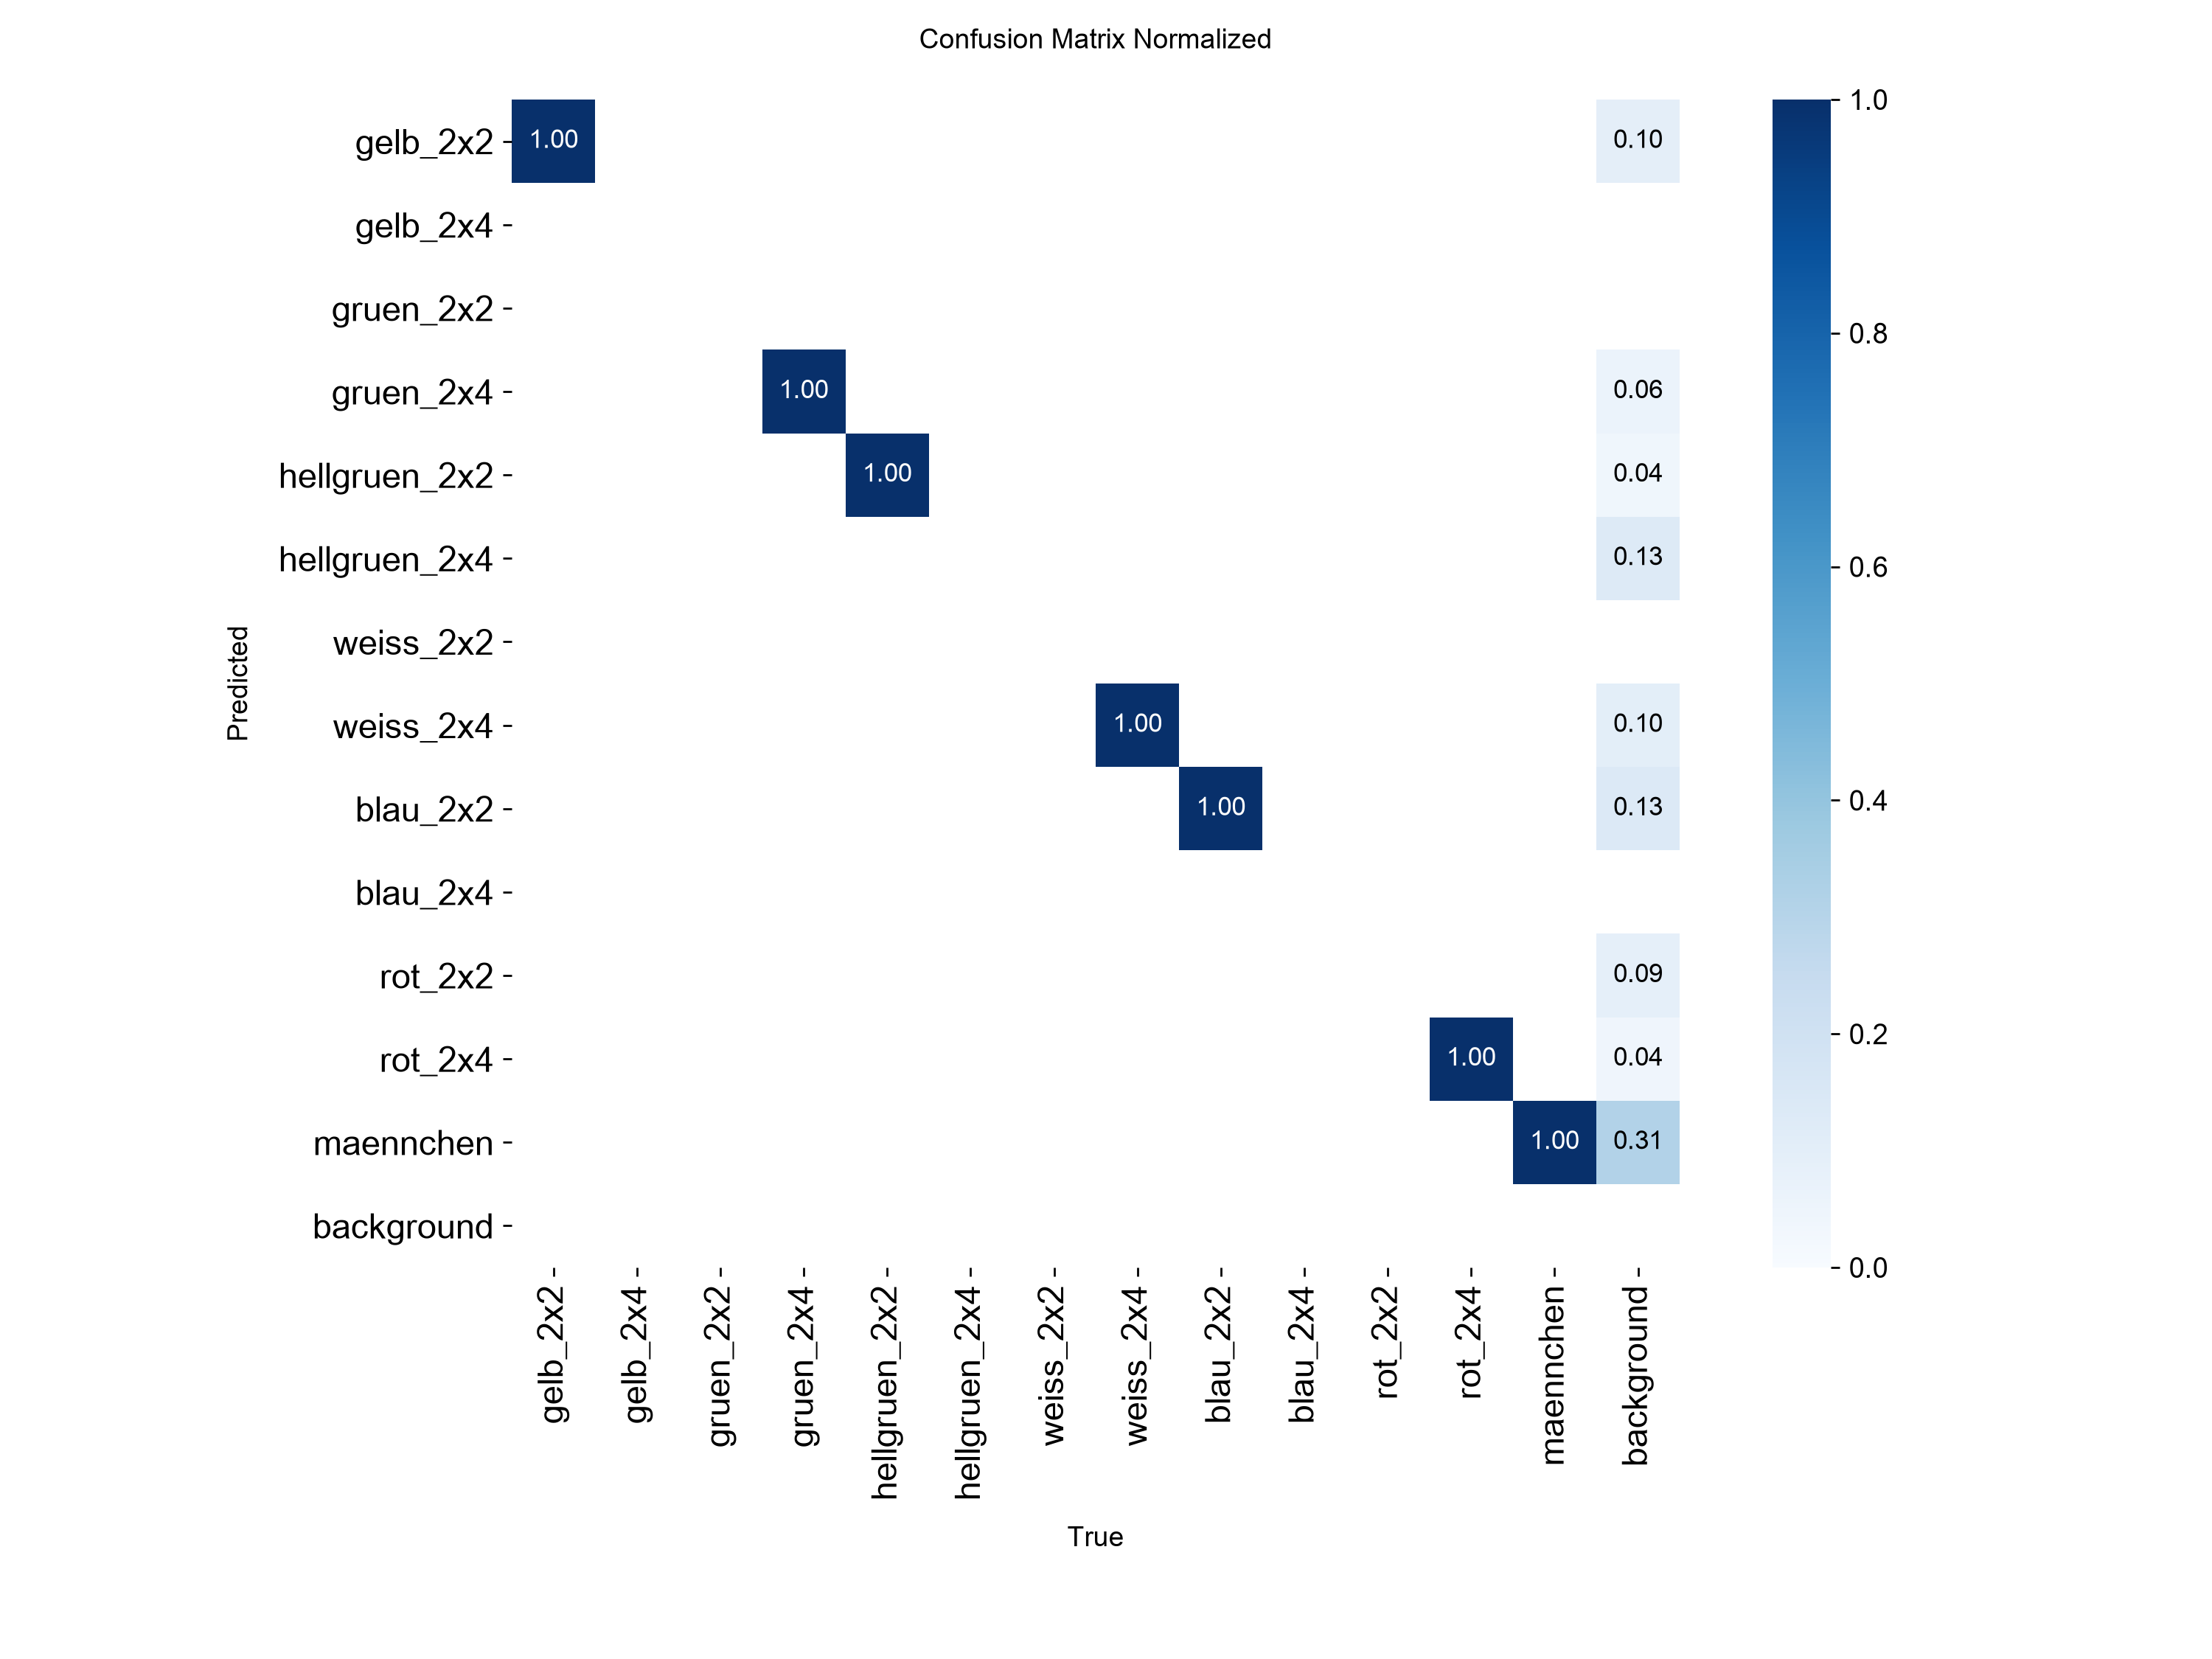 Confusion Matrix Normalized
gelb_2x2
1.00
0.10
gelb_2x4
gruen_2x2
gruen_2x4
1.00
0.06
hellgruen_2x2
1.00
0.04
hellgruen_2x4
0.13
weiss_2x2
weiss_2x4
1.00
0.10
blau_2x2
1.00
0.13
blau_2x4
rot_2x2
0.09
rot_2x4
1.00
0.04
maennchen
1.00
0.31
background
Predicted
gelb_2x2
gelb_2x4
gruen_2x2
gruen_2x4
hellgruen_2x2
hellgruen_2x4
weiss_2x2
weiss_2x4
blau_2x2
blau_2x4
rot_2x2
rot_2x4
maennchen
background
True
1.0
0.8
0.6
0.4
0.2
0.0